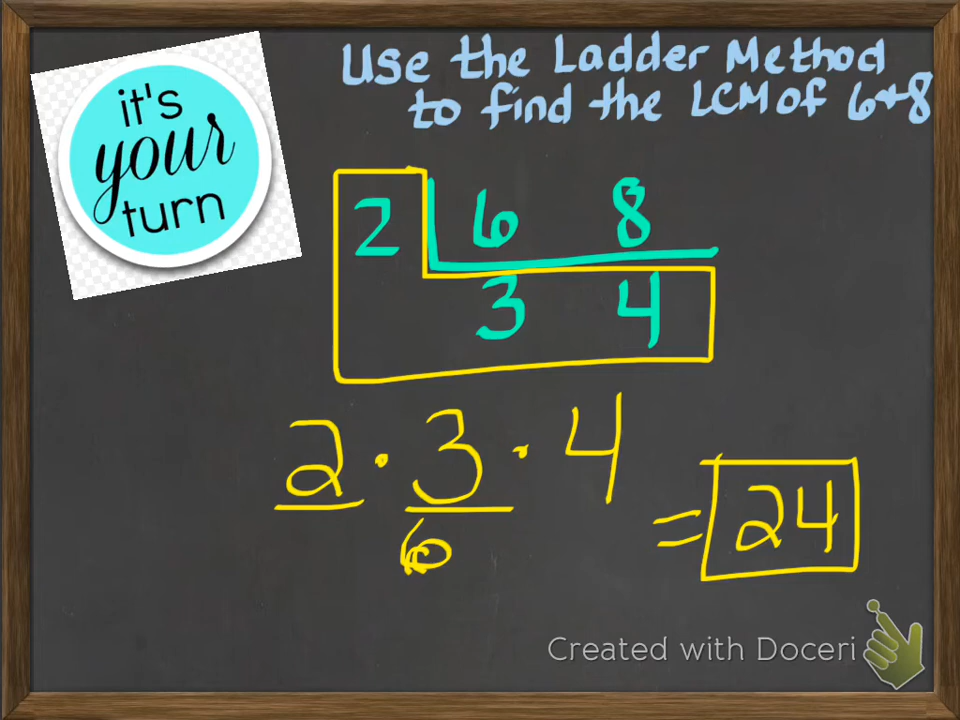 it's
your
turn
Use the Ladder Method
to find the LCM of 6+8
2 6 8
3 4
2 · 3 · 4
6
= 24
Created with Doceri